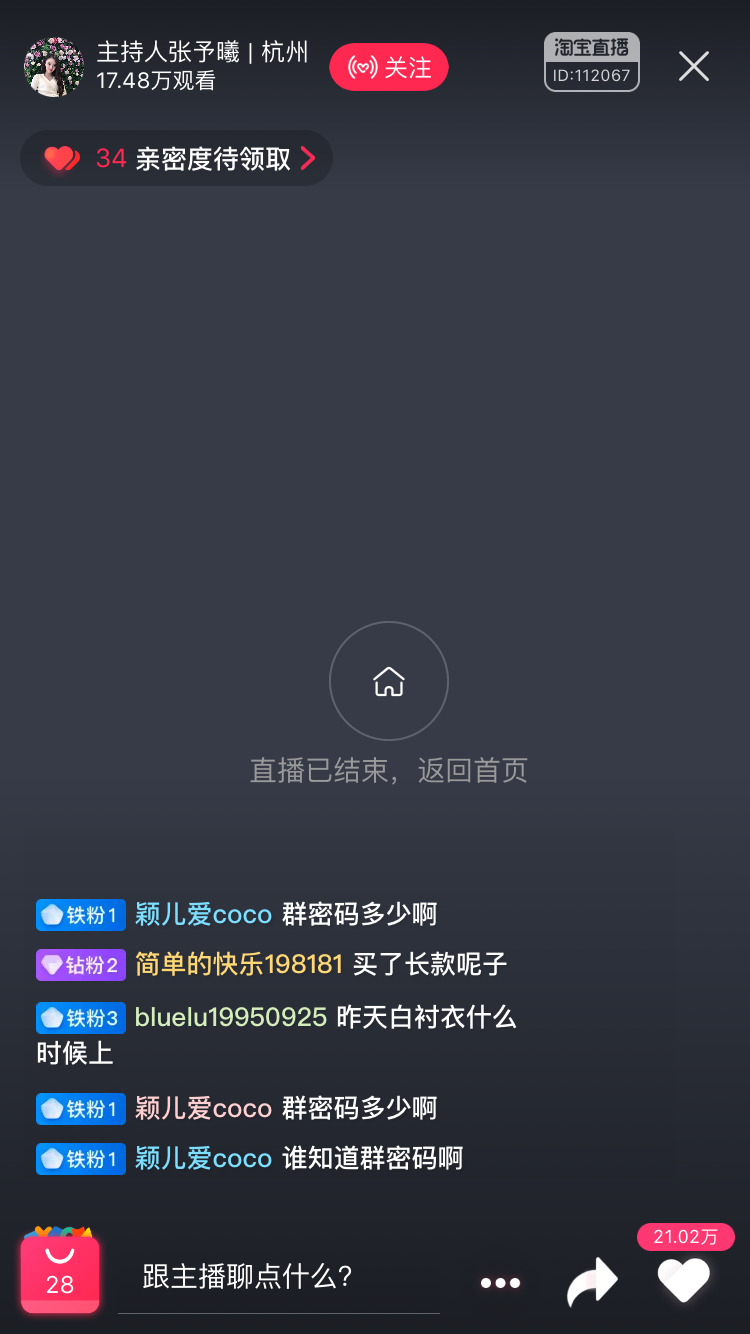 主持人张予曦 | 杭州
17.48万观看
关注
淘宝直播
ID:112067
34 亲密度待领取
直播已结束，返回首页
铁粉1 颖儿爱coco 群密码多少啊
钻粉2 简单的快乐198181 买了长款呢子
铁粉3 bluelu19950925 昨天白衬衣什么
时候上
铁粉1 颖儿爱coco 群密码多少啊
铁粉1 颖儿爱coco 谁知道群密码啊
21.02万
28
跟主播聊点什么?